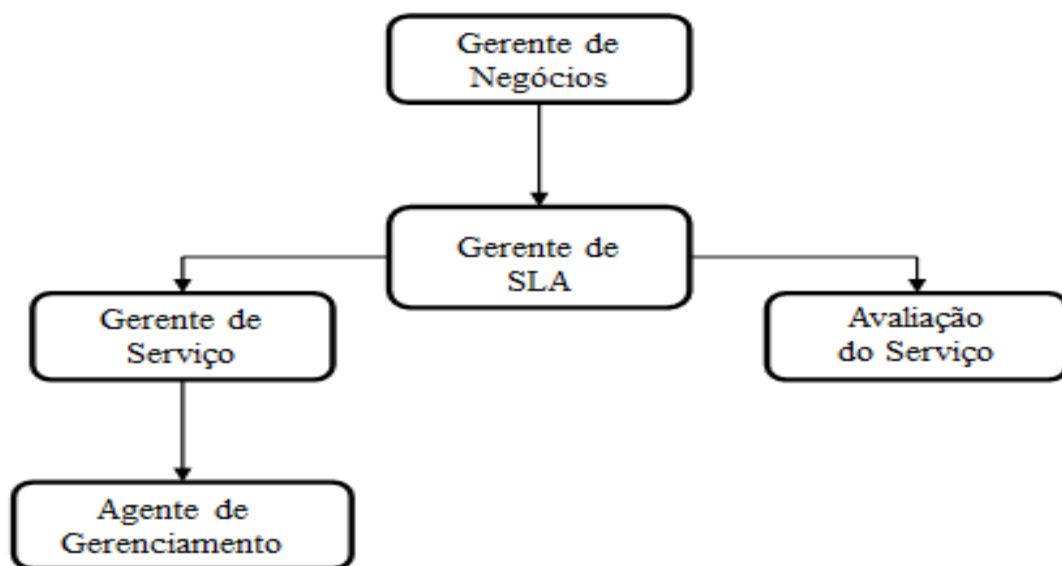 Gerente de
Negócios
Gerente de
SLA
Gerente de
Serviço
Avaliação
do Serviço
Agente de
Gerenciamento